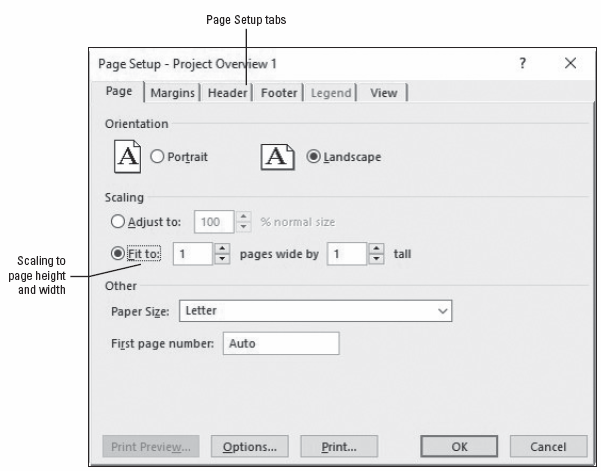 Page Setup tabs
Page Setup - Project Overview 1 ? ×
Page Margins Header Footer Legend View
Orientation
A Portrait A Landscape
Scaling
Adjust to: 100 % normal size
Fit to: 1 pages wide by 1 tall
Scaling to
page height
and width
Other
Paper Size: Letter
First page number: Auto
Print Preview... Options... Print... OK Cancel